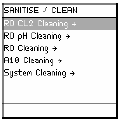 SANITISE / CLEAN
RO CL2 Cleaning →
RO pH Cleaning →
RO Cleaning →
A10 Cleaning →
System Cleaning →